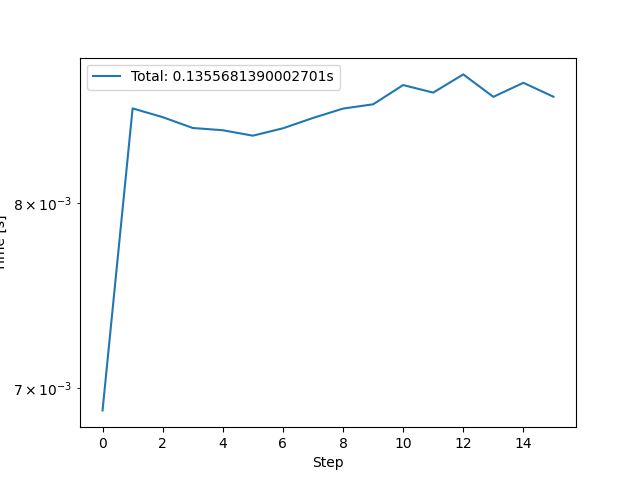 Total: 0.1355681390002701s
8 × 10⁻³
7 × 10⁻³
[s]
0 2 4 6 8 10 12 14
Step